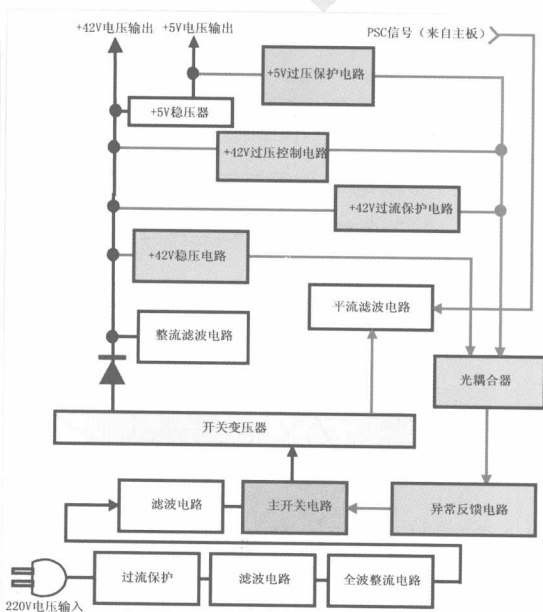 +42V电压输出
+5V电压输出
PSC信号（来自主板）
+5V过压保护电路
+5V稳压器
+42V过压控制电路
+42V过流保护电路
+42V稳压电路
平流滤波电路
整流滤波电路
光耦合器
开关变压器
滤波电路
主开关电路
异常反馈电路
过流保护
滤波电路
全波整流电路
220V电压输入